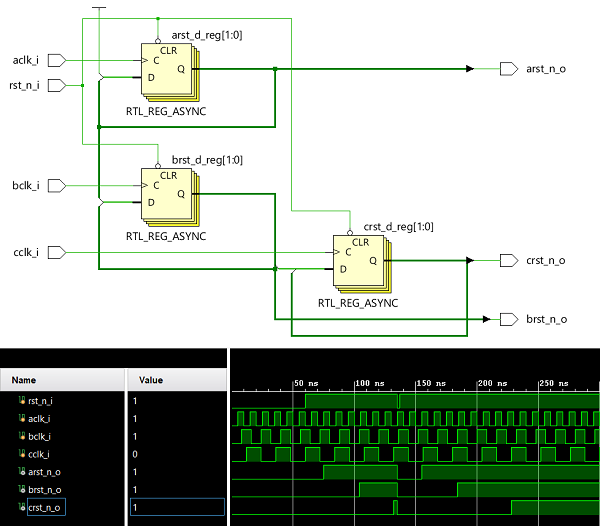 arst_d_reg[1:0]
CLR
aclk_i
C
Q
arst_n_o
rst_n_i
D
RTL_REG_ASYNC
brst_d_reg[1:0]
CLR
bclk_i
C
Q
D
RTL_REG_ASYNC
crst_d_reg[1:0]
CLR
cclk_i
C
Q
crst_n_o
D
RTL_REG_ASYNC
brst_n_o
Name
Value
50 ns
100 ns
150 ns
200 ns
250 ns
rst_n_i
1
aclk_i
1
bclk_i
1
cclk_i
0
arst_n_o
1
brst_n_o
1
crst_n_o
1